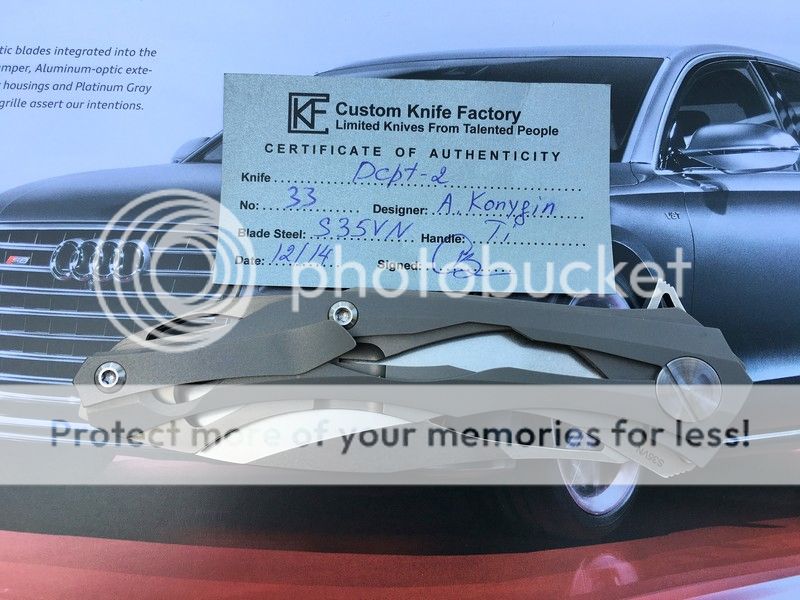 tic blades integrated into the
mper, Aluminum-optic exte-
housings and Platinum Gray
grille assert our intentions.
CKF Custom Knife Factory
Limited Knives From Talented People
CERTIFICATE OF AUTHENTICITY
Knife Dcpt-2
No: 33 Designer: A. Konygin
Blade Steel: S35VN Handle: Ti
Date: 12/14 Signed:
photobucket
Protect more of your memories for less!
S35VN